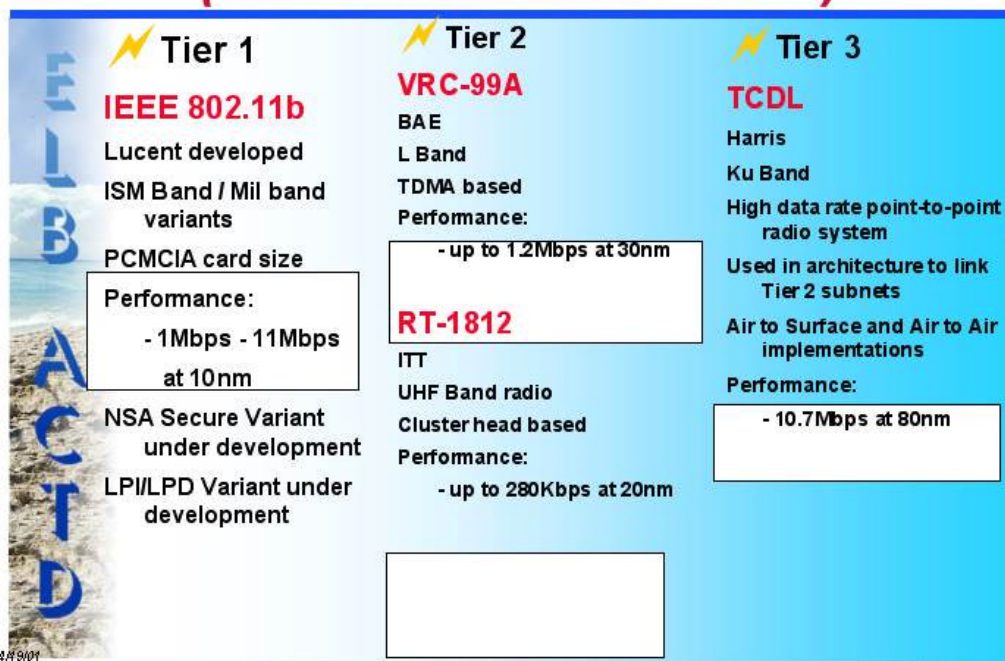 ELB ACTD
Tier 1
IEEE 802.11b
Lucent developed
ISM Band / Mil band
variants
PCMCIA card size
Performance:
- 1Mbps - 11Mbps
at 10nm
NSA Secure Variant
under development
LPI/LPD Variant under
development
Tier 2
VRC-99A
BAE
L Band
TDMA based
Performance:
- up to 1.2Mbps at 30nm
RT-1812
ITT
UHF Band radio
Cluster head based
Performance:
- up to 280Kbps at 20nm
Tier 3
TCDL
Harris
Ku Band
High data rate point-to-point
radio system
Used in architecture to link
Tier 2 subnets
Air to Surface and Air to Air
implementations
Performance:
- 10.7Mbps at 80nm